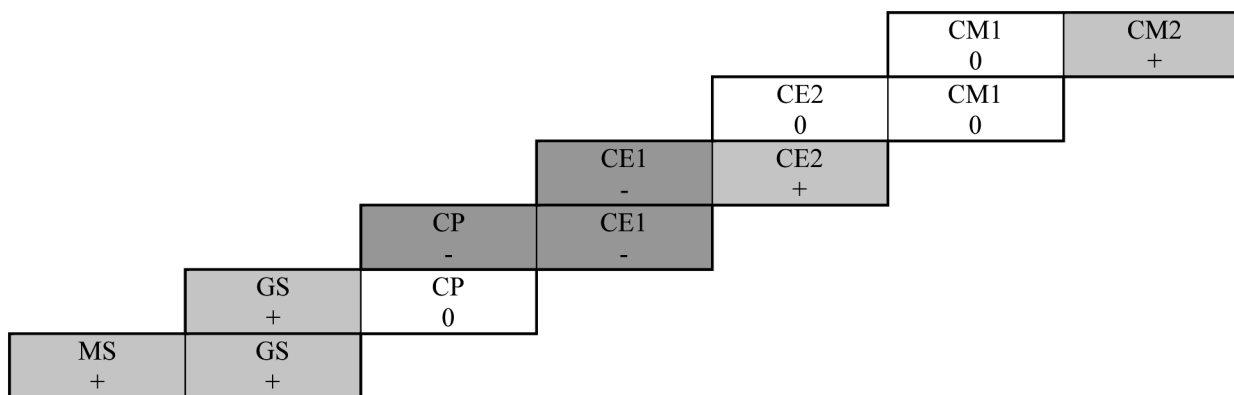 CM1 CM2
0 +
CE2 CM1
0 0
CE1 CE2
- +
CP CE1
- -
GS CP
+ 0
MS GS
+ +